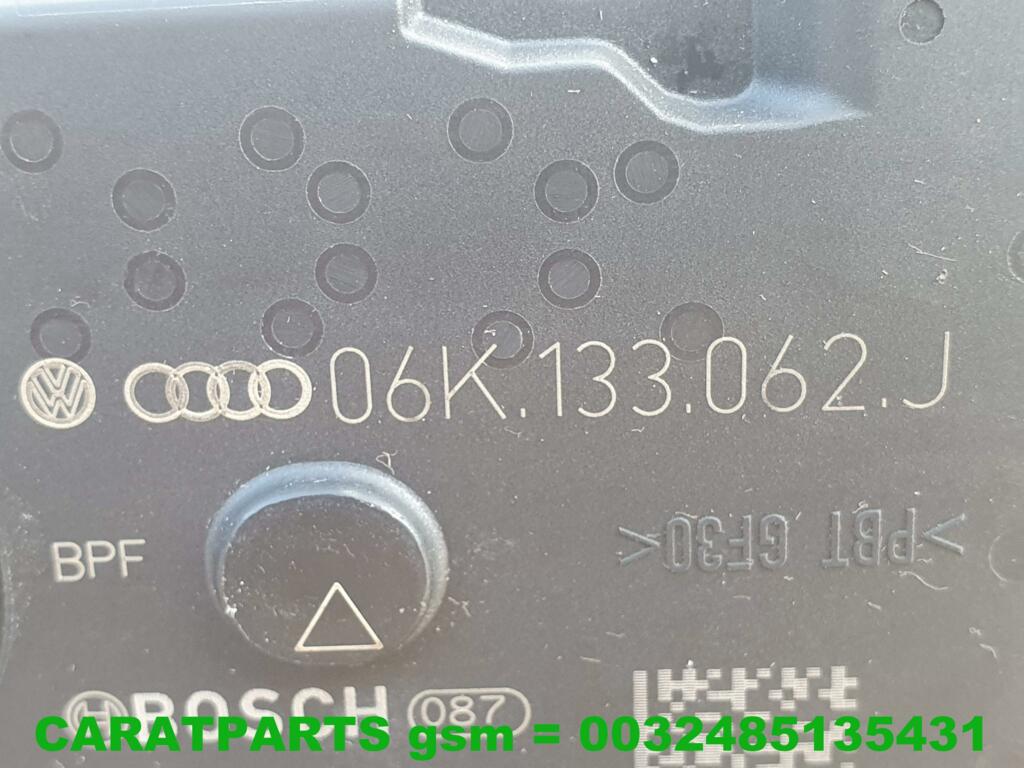 06K.133.062.J
BPF
>PBT GF30<
BOSCH 087
CARATPARTS gsm = 0032485135431